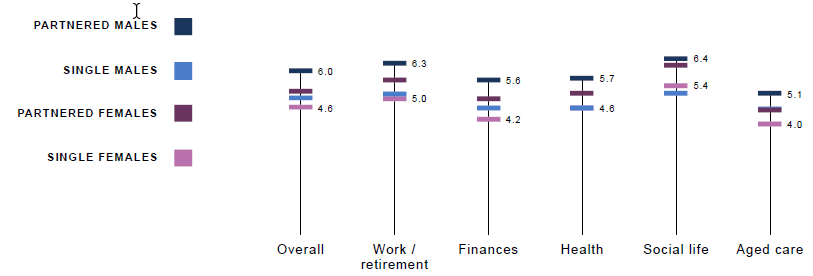 PARTNERED MALES
SINGLE MALES
PARTNERED FEMALES
SINGLE FEMALES
6.0
4.6
6.3
5.0
5.6
4.2
5.7
4.6
6.4
5.4
5.1
4.0
Overall
Work /
retirement
Finances
Health
Social life
Aged care